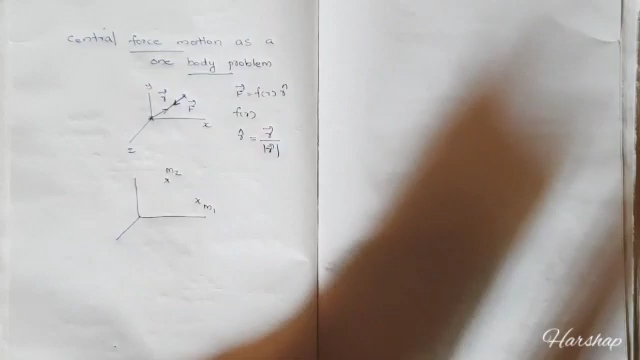 Central force motion as a
one body problem
y
r⃗
F⃗
x
z
F⃗ = f(r) r̂
f(r)
r̂ = r⃗ / |r⃗|
m2
x
x m1
Harshap